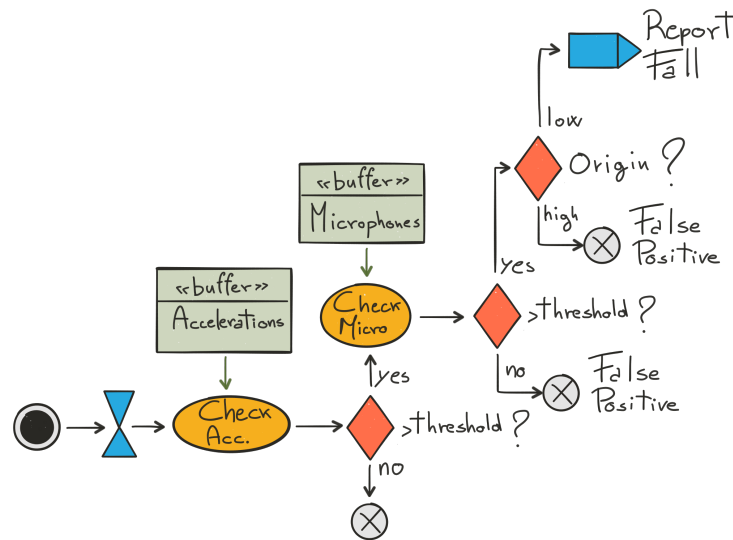 Report
Fall
low
Origin ?
high
False
Positive
«buffer»
Microphones
yes
«buffer»
Accelerations
Check
Micro
>threshold ?
no
False
Positive
yes
Check
Acc.
>threshold ?
no